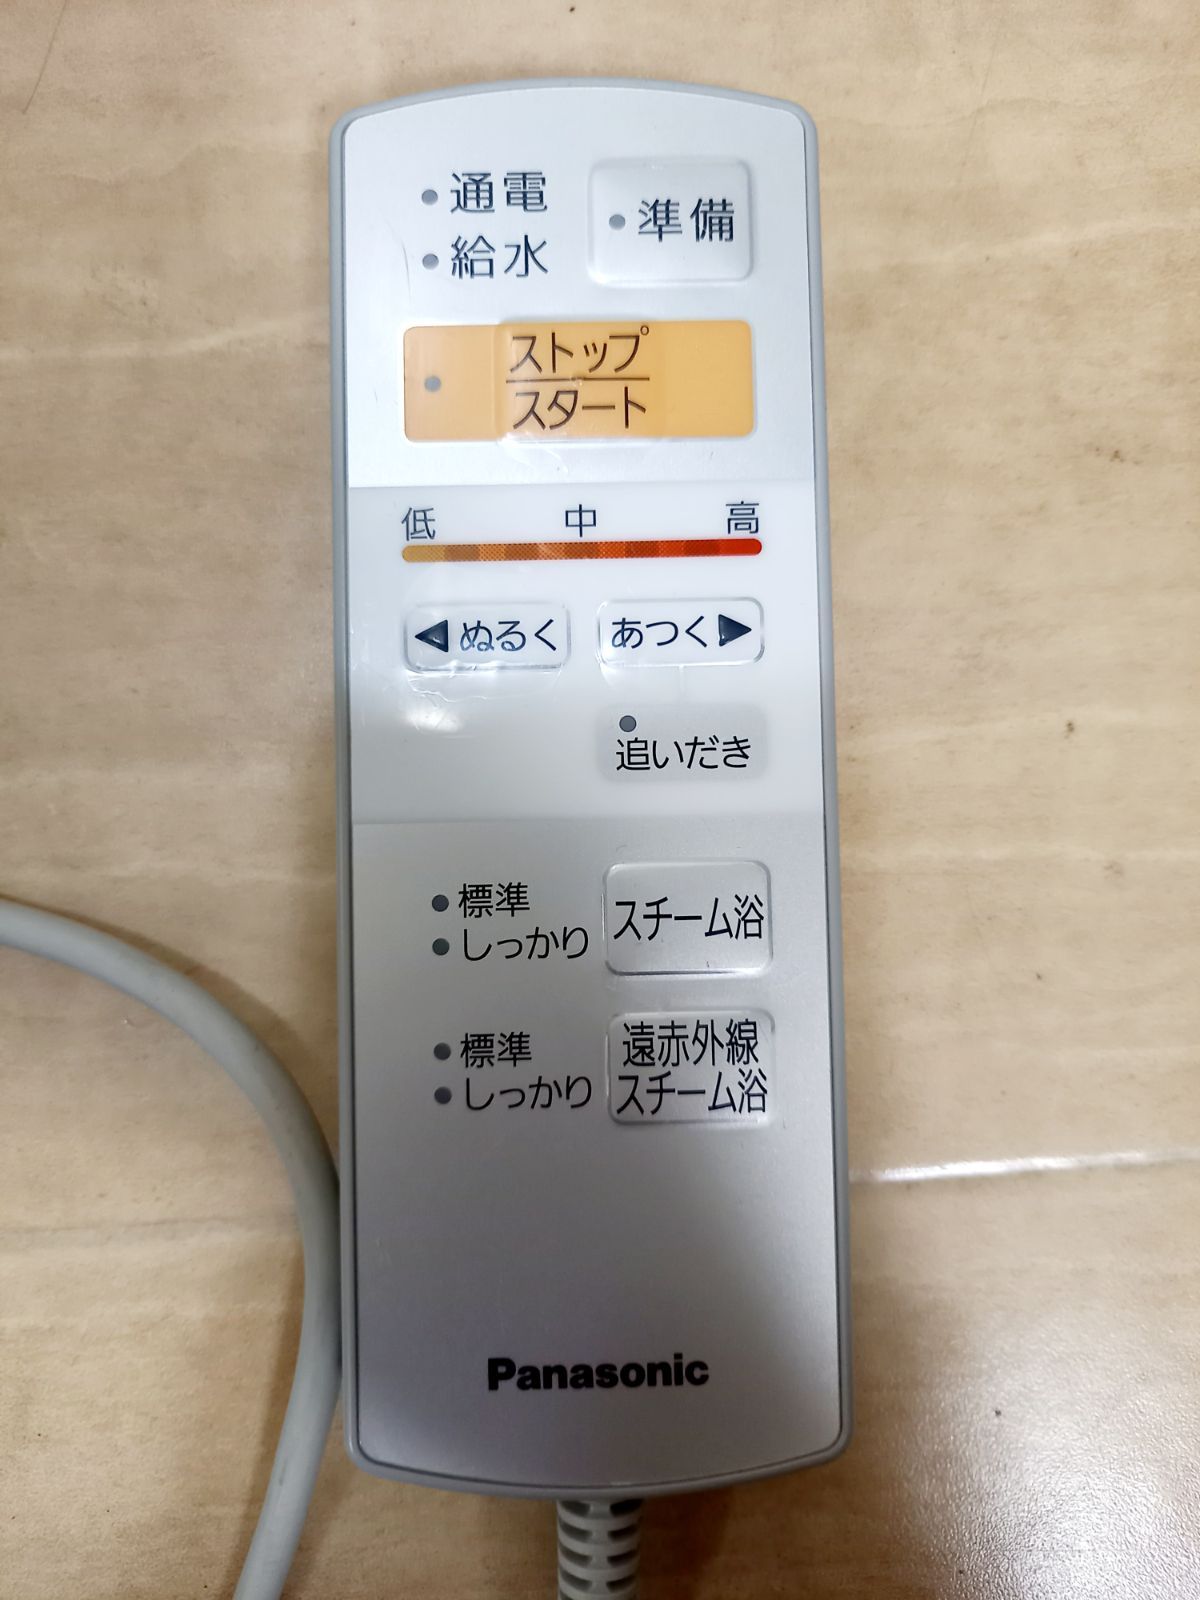 通電
給水
準備
ストップ
スタート
低 中 高
◀ぬるく あつく▶
追いだき
標準
しっかり
スチーム浴
標準
しっかり
遠赤外線
スチーム浴
Panasonic